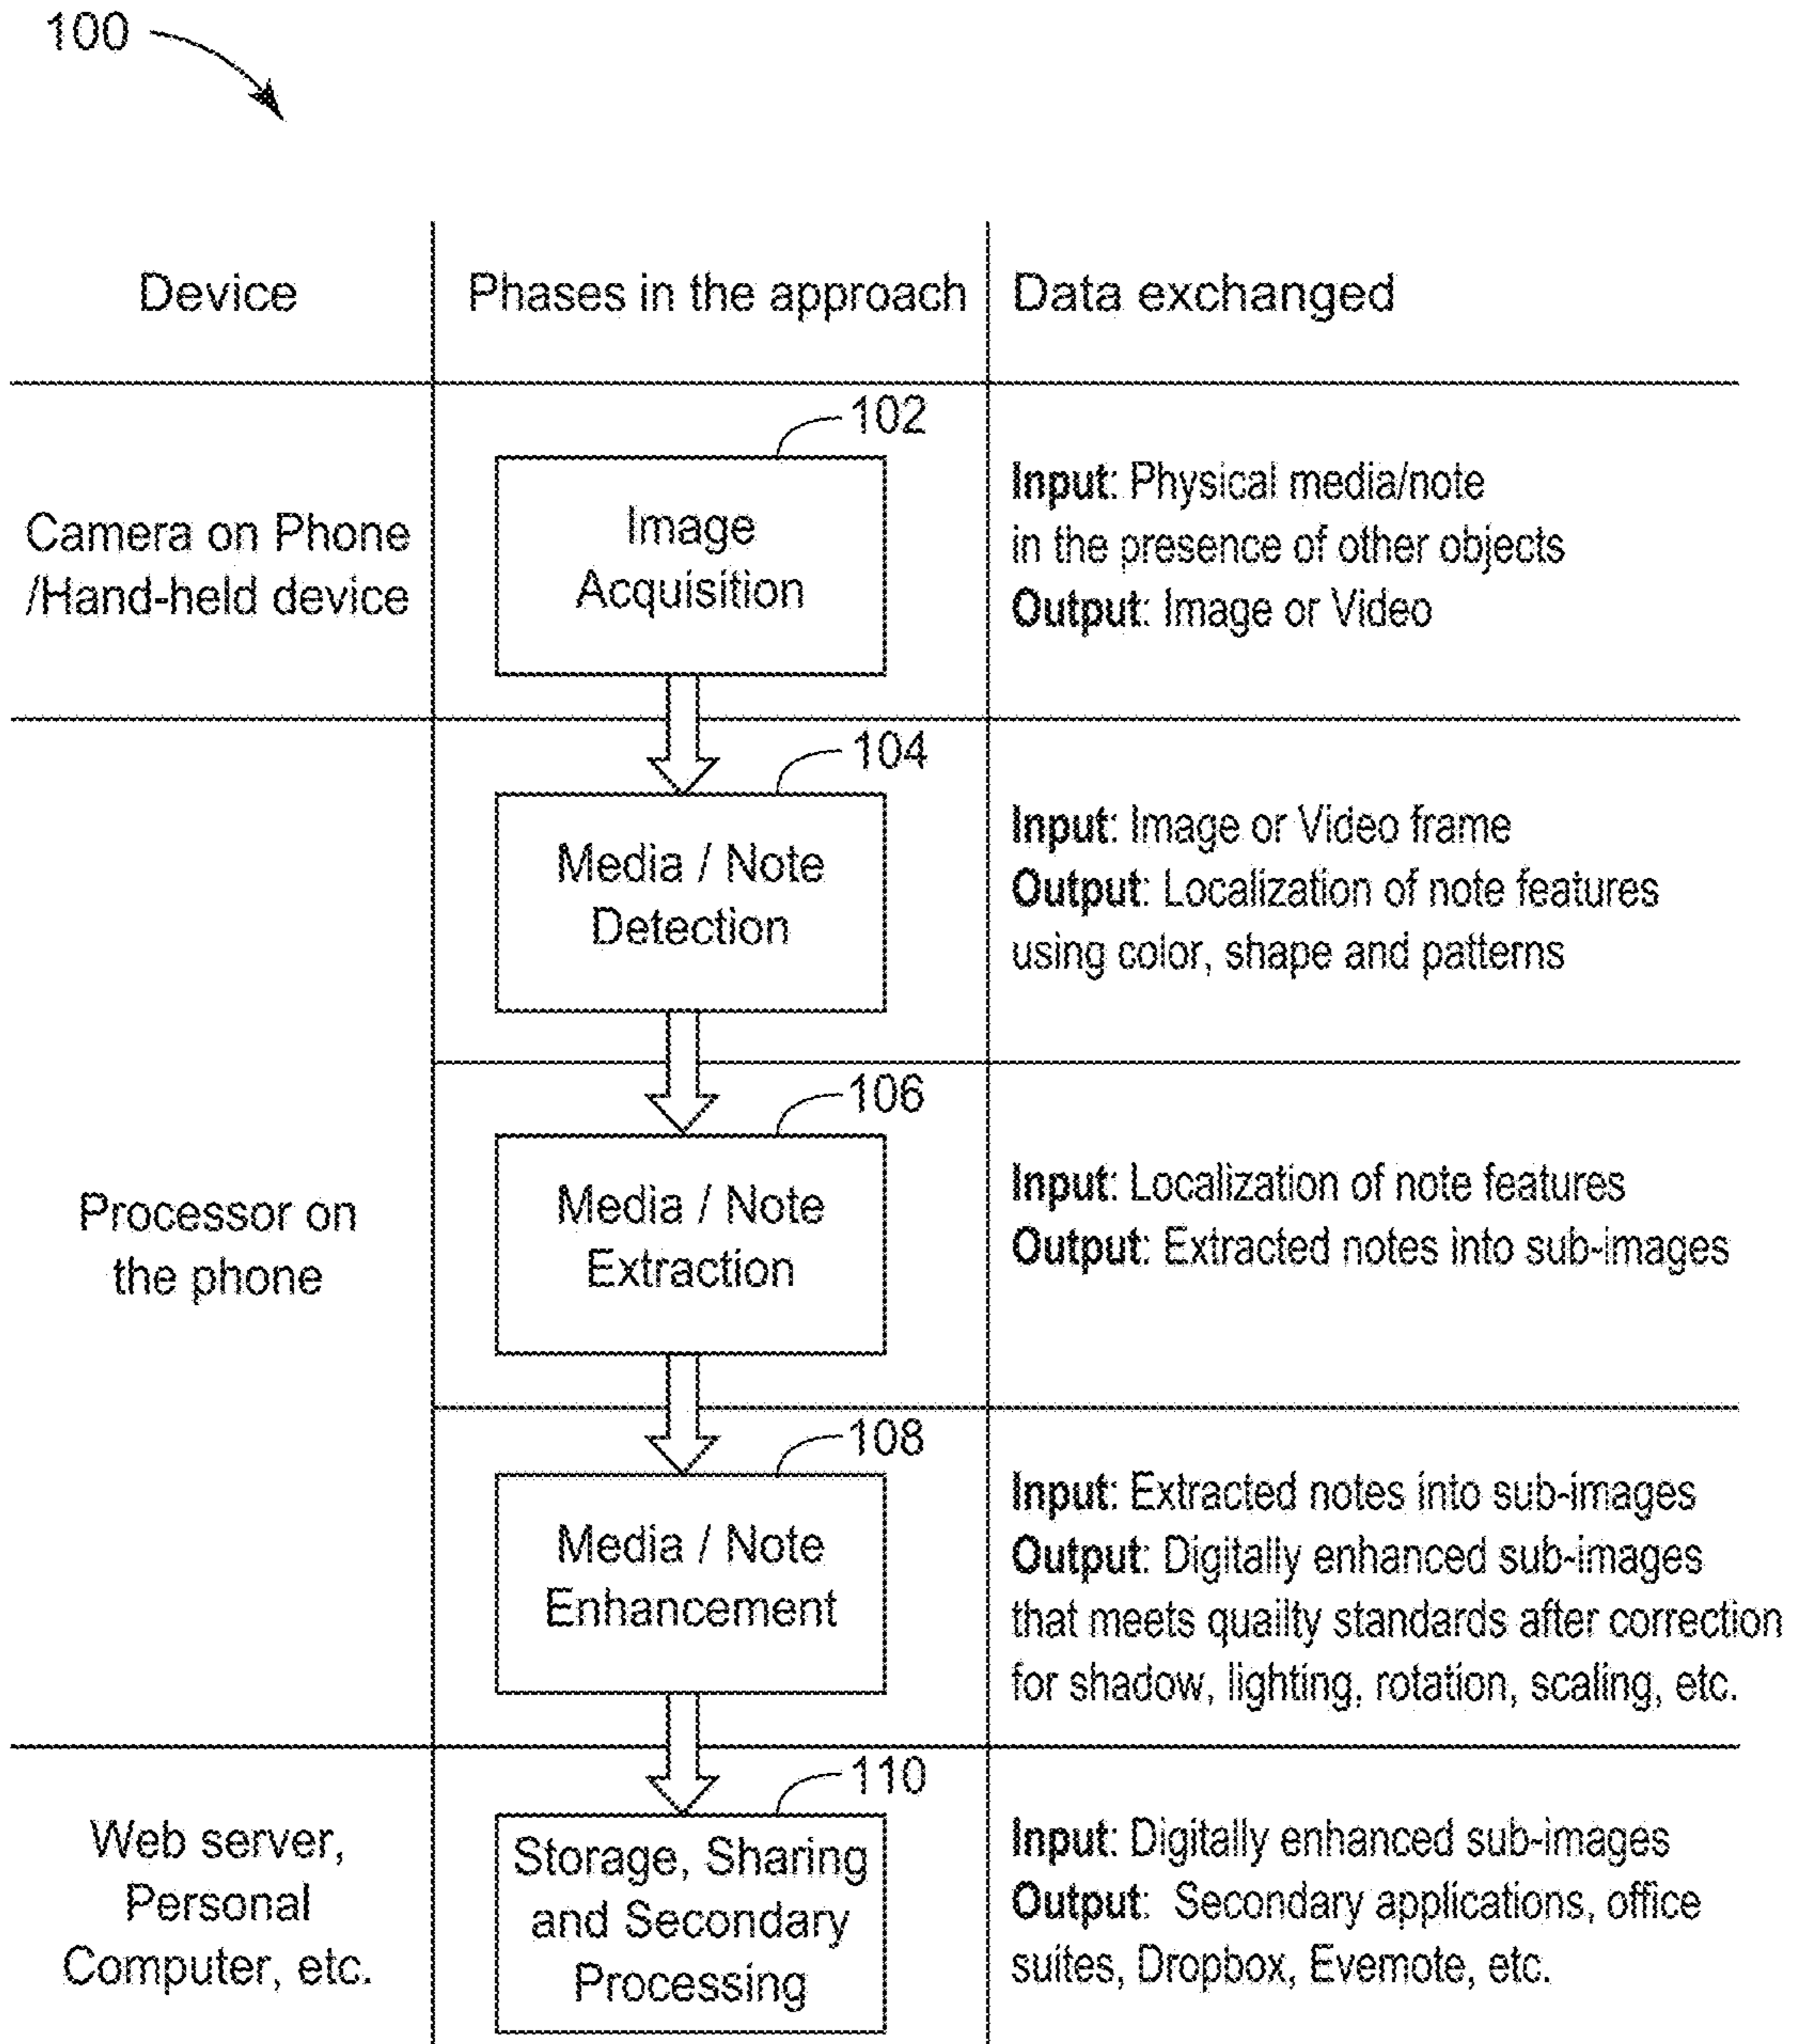 100
Device
Phases in the approach
Data exchanged
Camera on Phone
/Hand-held device
102
Image
Acquisition
Input: Physical media/note
in the presence of other objects
Output: Image or Video
Processor on
the phone
104
Media / Note
Detection
Input: Image or Video frame
Output: Localization of note features
using color, shape and patterns
106
Media / Note
Extraction
Input: Localization of note features
Output: Extracted notes into sub-images
108
Media / Note
Enhancement
Input: Extracted notes into sub-images
Output: Digitally enhanced sub-images
that meets quailty standards after correction
for shadow, lighting, rotation, scaling, etc.
Web server,
Personal
Computer, etc.
110
Storage, Sharing
and Secondary
Processing
Input: Digitally enhanced sub-images
Output: Secondary applications, office
suites, Dropbox, Evernote, etc.